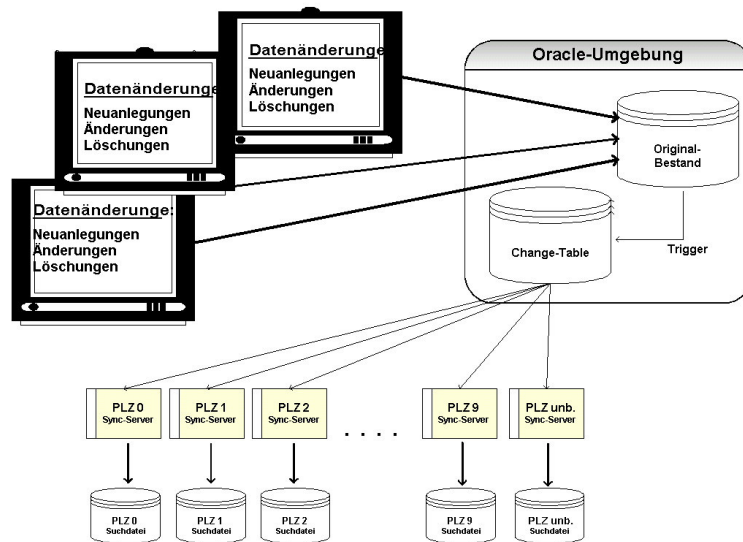 Datenänderunge
Neuanlegungen
Änderungen
Löschungen
Datenänderunge
Neuanlegungen
Änderungen
Löschungen
Datenänderunge:
Neuanlegungen
Änderungen
Löschungen
Oracle-Umgebung
Original-
Bestand
Change-Table
Trigger
PLZ 0
Sync-Server
PLZ 1
Sync-Server
PLZ 2
Sync-Server
. . . .
PLZ 9
Sync-Server
PLZ unb.
Sync-Server
PLZ 0
Suchdatei
PLZ 1
Suchdatei
PLZ 2
Suchdatei
PLZ 9
Suchdatei
PLZ unb.
Suchdatei